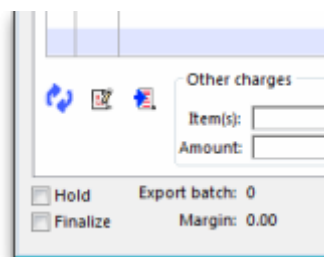 Other charges
Item(s):
Amount:
Hold Export batch: 0
Finalize Margin: 0.00